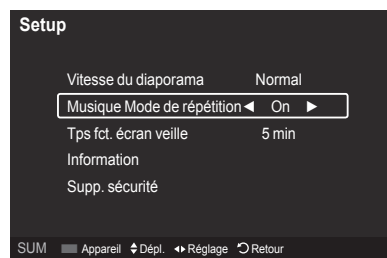 Setup
Vitesse du diaporama Normal
Musique Mode de répétition ◄ On ►
Tps fct. écran veille 5 min
Information
Supp. sécurité
SUM Appareil Dépl. Réglage Retour